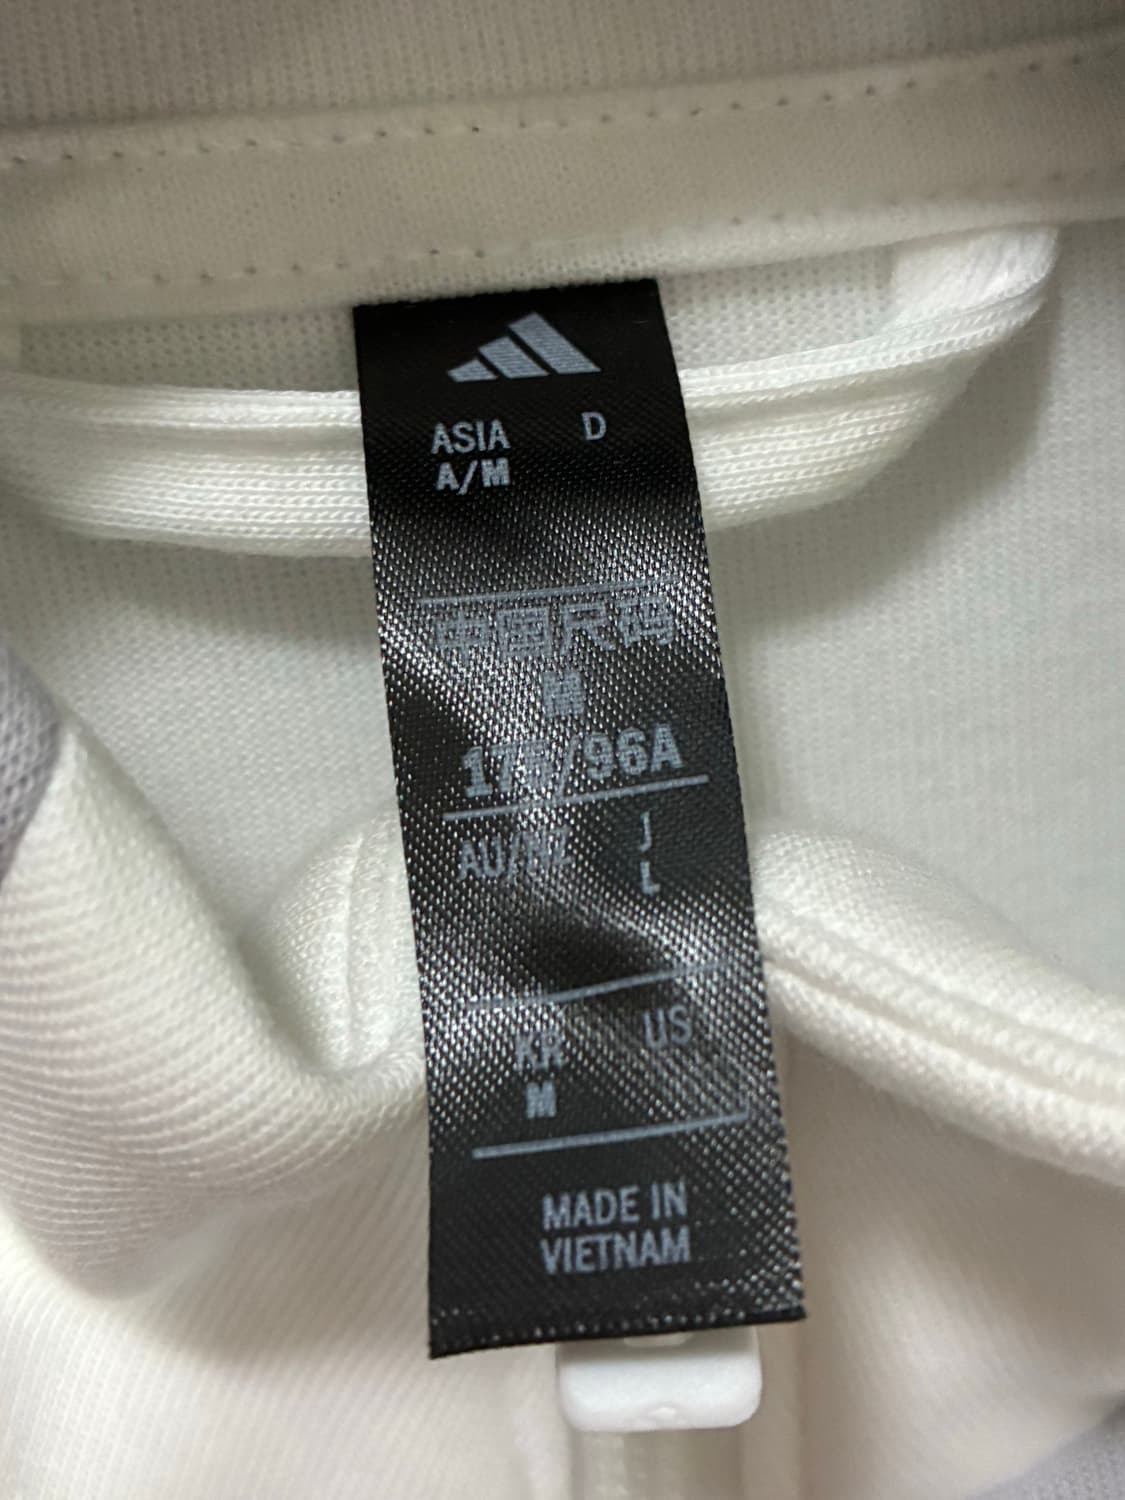 ASIA D
A/M
中国尺码
M
175/96A
AU/NZ J
L
KR US
M
MADE IN
VIETNAM